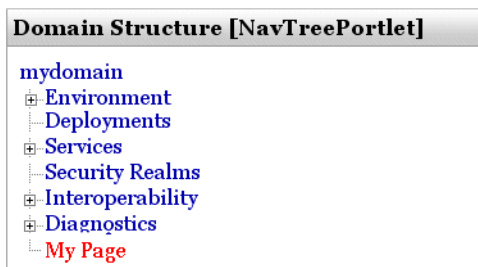 Domain Structure [NavTreePortlet]
mydomain
Environment
Deployments
Services
Security Realms
Interoperability
Diagnostics
My Page